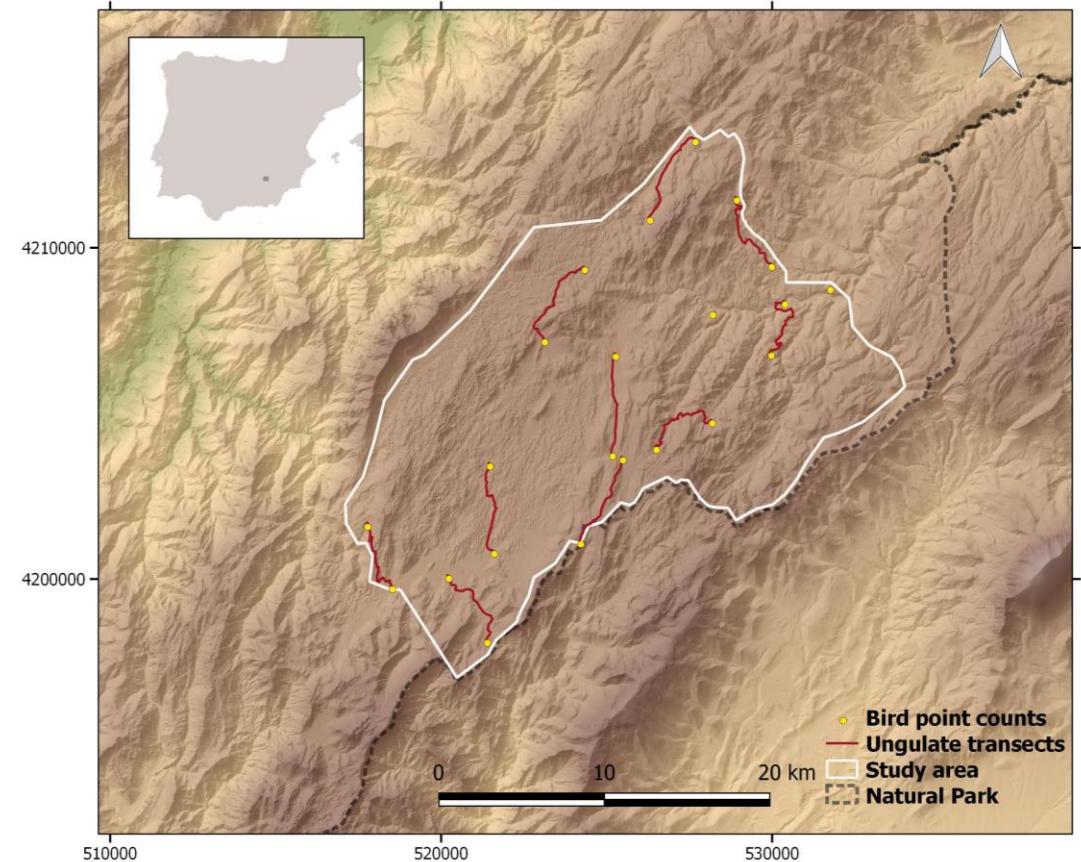 4210000
4200000
Bird point counts
Ungulate transects
0 10 20 km
Study area
Natural Park
510000 520000 530000